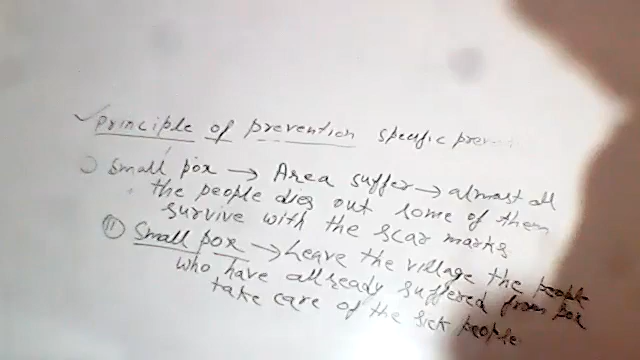 ✓ Principle of prevention specific prev
) Small pox → Area suffer → almost all
the people dies out some of them
survive with the scar marks
(11) Small pox → Leave the village the people
who have allready suffered from pox
take care of the sick people